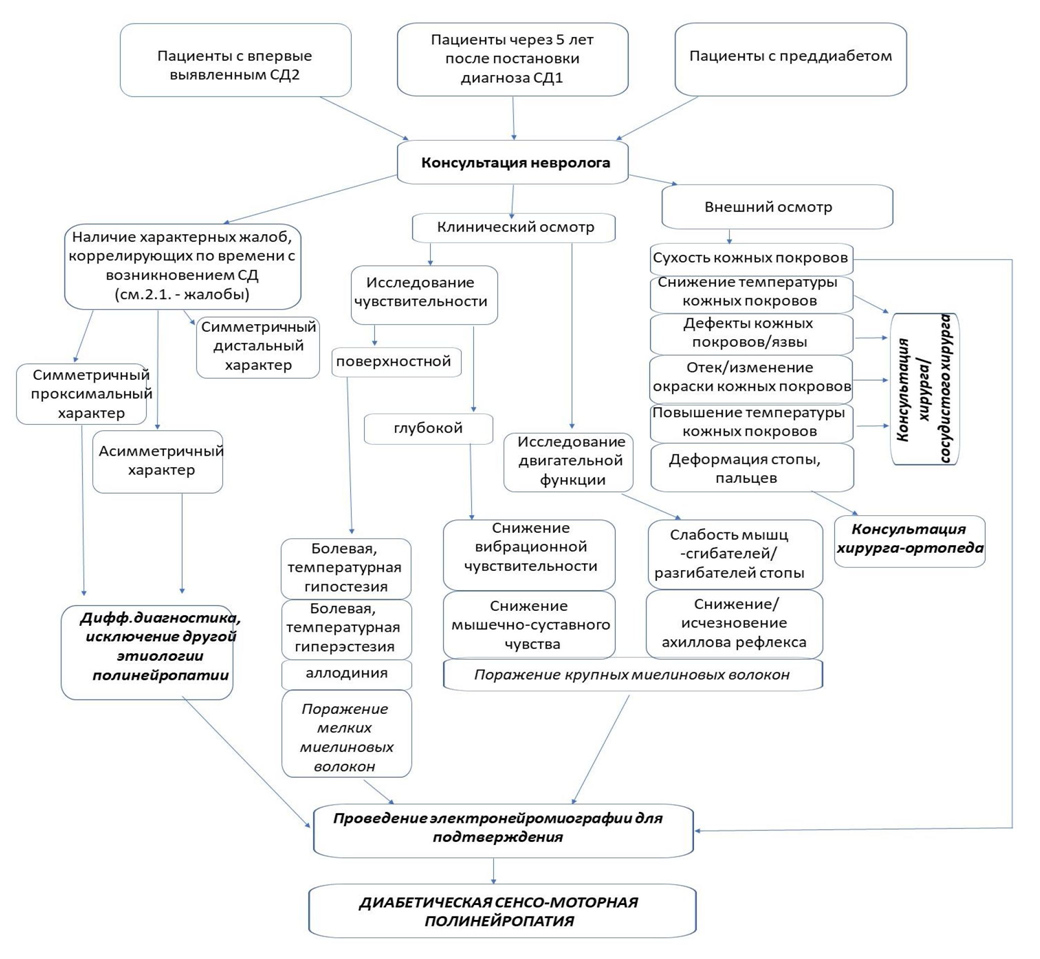 Пациенты с впервые
выявленным СД2
Пациенты через 5 лет
после постановки
диагноза СД1
Пациенты с преддиабетом
Консультация невролога
Наличие характерных жалоб,
коррелирующих по времени с
возникновением СД
(см.2.1. - жалобы)
Клинический осмотр
Внешний осмотр
Симметричный
проксимальный
характер
Асимметричный
характер
Симметричный
дистальный
характер
Исследование
чувствительности
поверхностной
глубокой
Исследование
двигательной
функции
Сухость кожных покровов
Снижение температуры
кожных покровов
Дефекты кожных
покровов/язвы
Отек/изменение
окраски кожных покровов
Повышение температуры
кожных покровов
Деформация стопы,
пальцев
Консультация
хирурга/
сосудистого хирурга
Консультация
хирурга-ортопеда
Дифф.диагностика,
исключение другой
этиологии
полинейропатии
Болевая,
температурная
гипостезия
Болевая,
температурная
гиперэстезия
аллодиния
Поражение
мелких
миелиновых
волокон
Снижение
вибрационной
чувствительности
Снижение
мышечно-суставного
чувства
Слабость мышц
-сгибателей/
разгибателей стопы
Снижение/
исчезновение
ахиллова рефлекса
Поражение крупных миелиновых волокон
Проведение электронейромиографии для
подтверждения
ДИАБЕТИЧЕСКАЯ СЕНСО-МОТОРНАЯ
ПОЛИНЕЙРОПАТИЯ